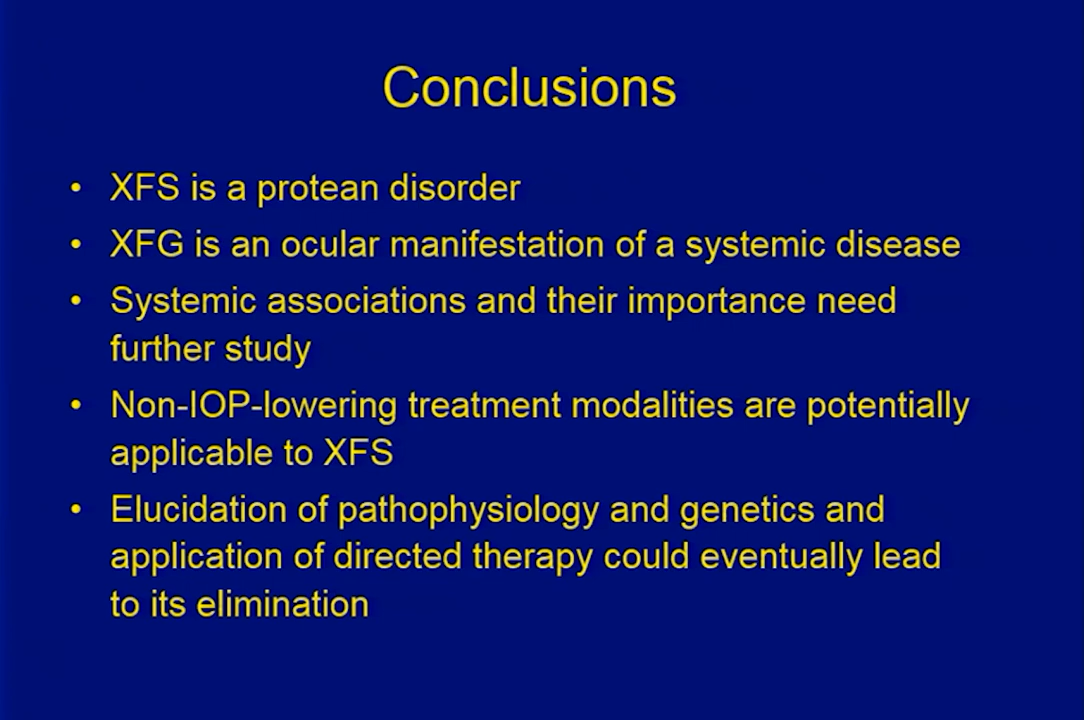 Conclusions
• XFS is a protean disorder
• XFG is an ocular manifestation of a systemic disease
• Systemic associations and their importance need
further study
• Non-IOP-lowering treatment modalities are potentially
applicable to XFS
• Elucidation of pathophysiology and genetics and
application of directed therapy could eventually lead
to its elimination